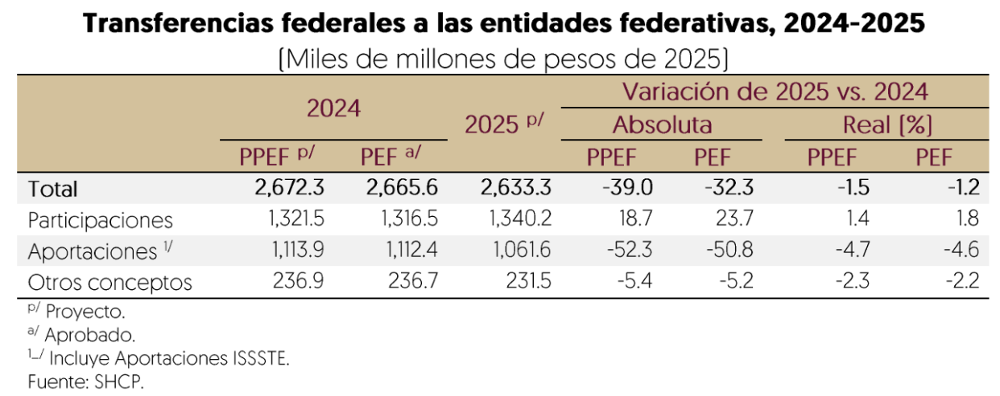 Transferencias federales a las entidades federativas, 2024-2025
(Miles de millones de pesos de 2025)
2024 2025 p/ Variación de 2025 vs. 2024
Absoluta Real (%)
PPEF p/ PEF a/ PPEF PEF PPEF PEF
Total 2,672.3 2,665.6 2,633.3 -39.0 -32.3 -1.5 -1.2
Participaciones 1,321.5 1,316.5 1,340.2 18.7 23.7 1.4 1.8
Aportaciones 1/ 1,113.9 1,112.4 1,061.6 -52.3 -50.8 -4.7 -4.6
Otros conceptos 236.9 236.7 231.5 -5.4 -5.2 -2.3 -2.2
p/ Proyecto.
a/ Aprobado.
1_/ Incluye Aportaciones ISSSTE.
Fuente: SHCP.